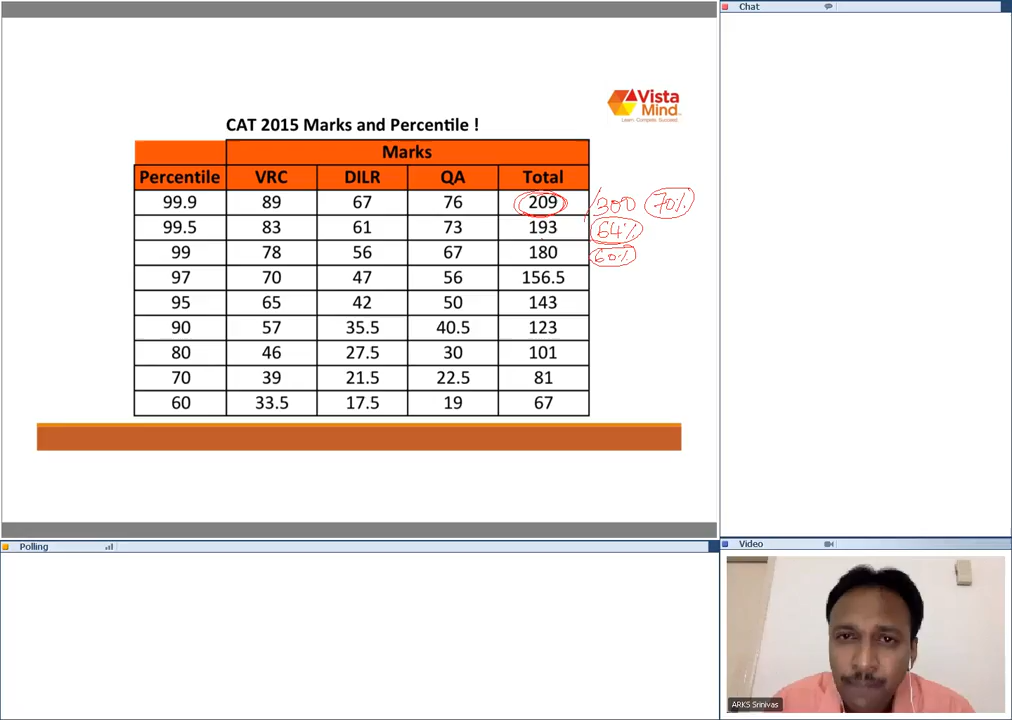 Chat
Vista
Mind
Learn. Compete. Succeed.
CAT 2015 Marks and Percentile !
Marks
Percentile VRC DILR QA Total
99.9 89 67 76 209 /300 70%
99.5 83 61 73 193 64%
99 78 56 67 180 60%
97 70 47 56 156.5
95 65 42 50 143
90 57 35.5 40.5 123
80 46 27.5 30 101
70 39 21.5 22.5 81
60 33.5 17.5 19 67
Polling
Video
ARKS Srinivas